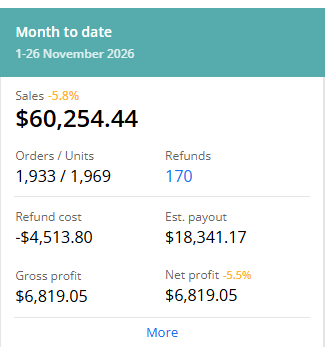 Month to date
1-26 November 2026
Sales -5.8%
$60,254.44
Orders / Units Refunds
1,933 / 1,969 170
Refund cost Est. payout
-$4,513.80 $18,341.17
Gross profit Net profit -5.5%
$6,819.05 $6,819.05
More